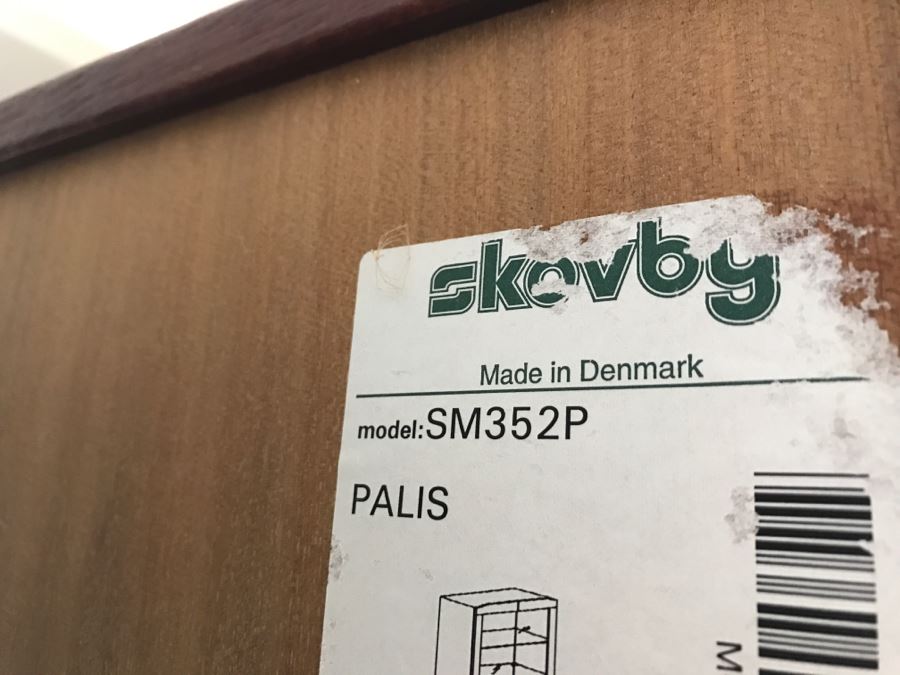 skovby
Made in Denmark
model:SM352P
PALIS
M